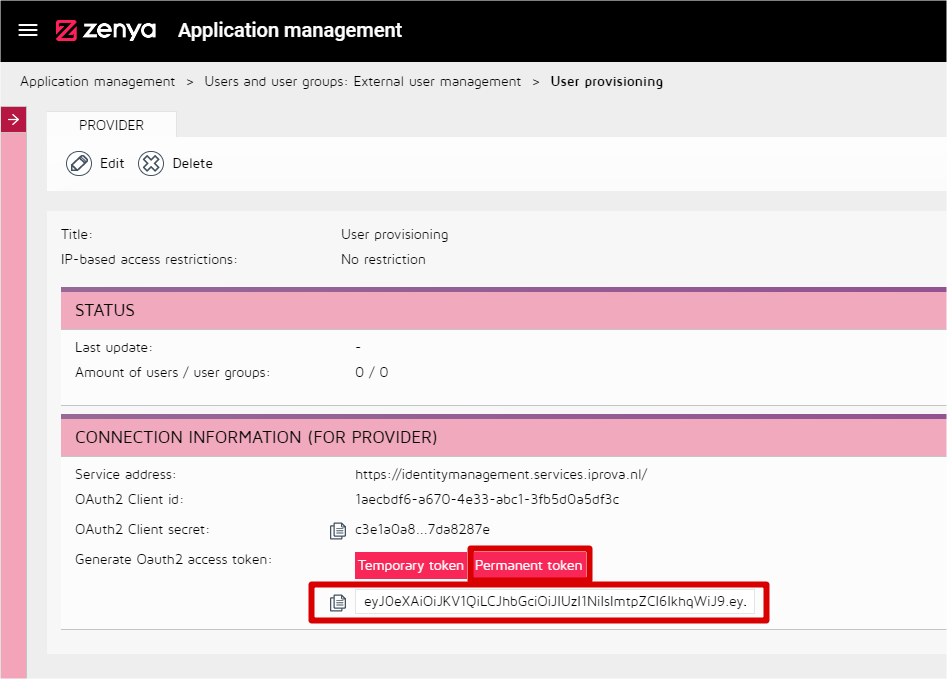 zenya Application management
Application management > Users and user groups: External user management > User provisioning
PROVIDER
Edit Delete
Title: User provisioning
IP-based access restrictions: No restriction
STATUS
Last update: -
Amount of users / user groups: 0 / 0
CONNECTION INFORMATION (FOR PROVIDER)
Service address: https://identitymanagement.services.iprova.nl/
OAuth2 Client id: 1aecbdf6-a670-4e33-abc1-3fb5d0a5df3c
OAuth2 Client secret: c3e1a0a8...7da8287e
Generate Oauth2 access token: Temporary token Permanent token
eyJ0eXAiOiJKV1QiLCJhbGciOiJIUzI1NiIsImtpZCI6IkhqWiJ9.ey.